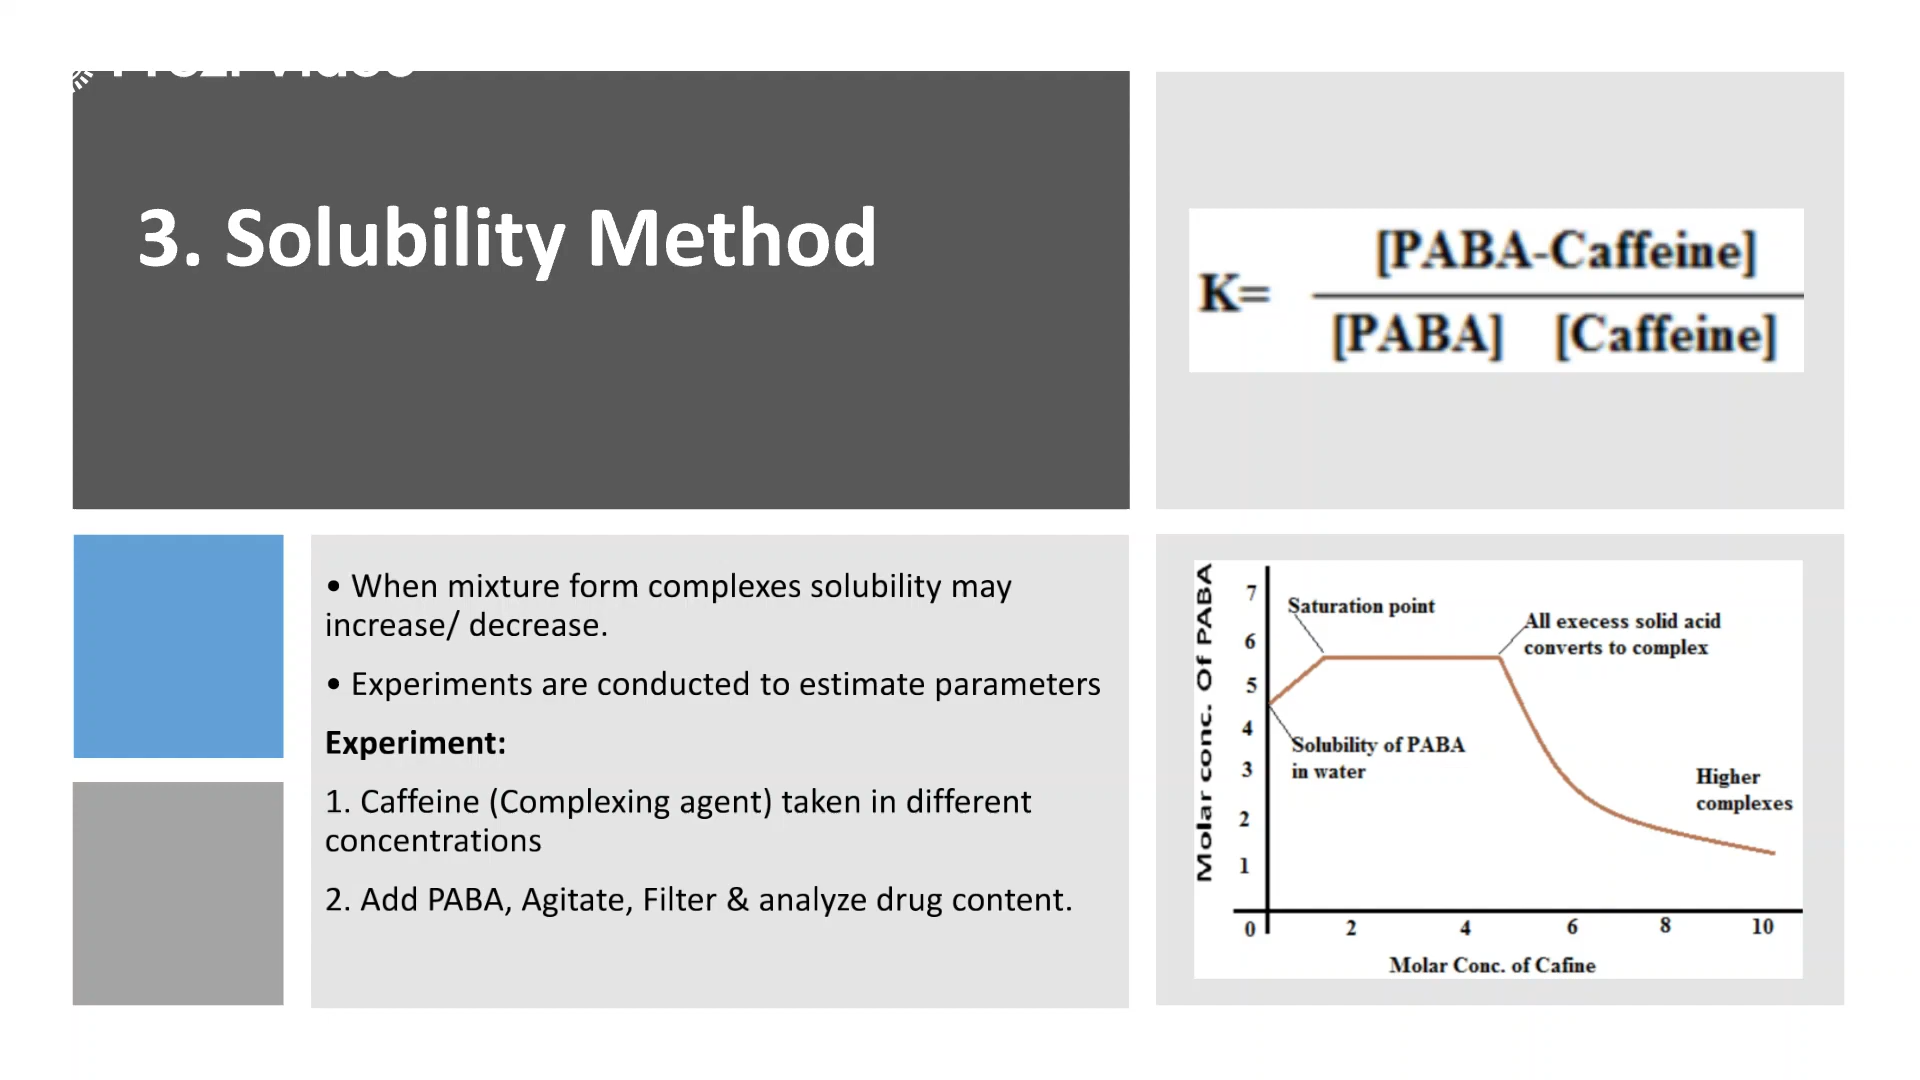 3. Solubility Method
K=
[PABA-Caffeine]
[PABA] [Caffeine]
• When mixture form complexes solubility may
increase/ decrease.
• Experiments are conducted to estimate parameters
Experiment:
1. Caffeine (Complexing agent) taken in different
concentrations
2. Add PABA, Agitate, Filter & analyze drug content.
Molar conc. Of PABA
7
6
5
4
3
2
1
Saturation point
All execess solid acid
converts to complex
Solubility of PABA
in water
Higher
complexes
0 2 4 6 8 10
Molar Conc. of Cafine